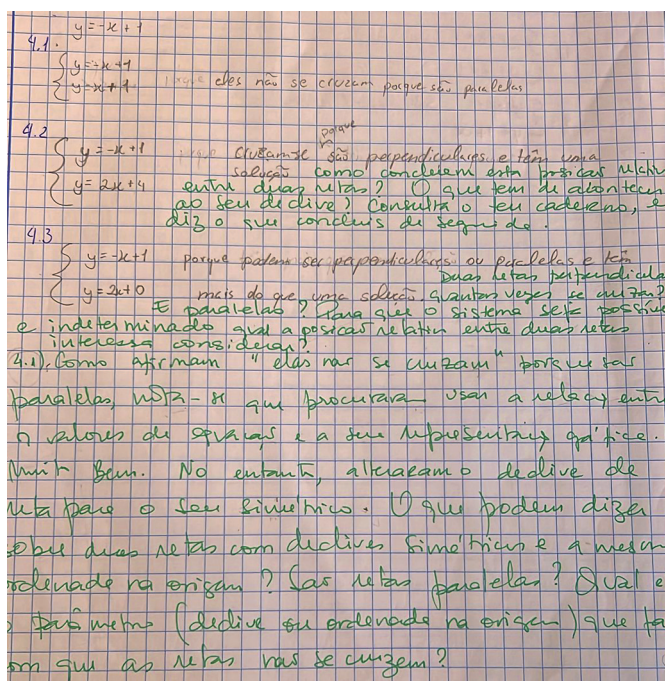 y = -x + 1
4.1.
y = -x + 1
y = x + 1 porque eles não se cruzam porque são paralelas
4.2
porque
y = -x + 1 cruzam-se são perpendiculares e têm uma
solução como concluem esta posição relativ
y = 2x + 4 entre duas retas? O que tem de acontecer
ao seu declive? Consulta o teu caderno, e
diz o que concluis de seguida.
4.3
y = -x + 1 porque podem ser perpendiculares ou paralelas e têm
Duas retas perpendicula
y = 2x + 0 mais do que uma solução. quantas vezes se cruzam?
E paralelas? Para que o sistema seja possível
e indeterminado qual a posição relativa entre duas retas
interessa considerar?
4.1). Como afirmam "elas não se cruzam" porque são
paralelas, nota-se que procuraram usar a relação entre
o valores de equação e a sua representação gráfica.
Muito Bem. No entanto, alteraram o declive de
reta para o seu simétrico. O que podem dizer
sobre duas retas com declives simétricos e a mesma
ordenada na origem? São retas paralelas? Qual é
o parâmetro (declive ou ordenada na origem) que fa
om que as retas não se cruzem?